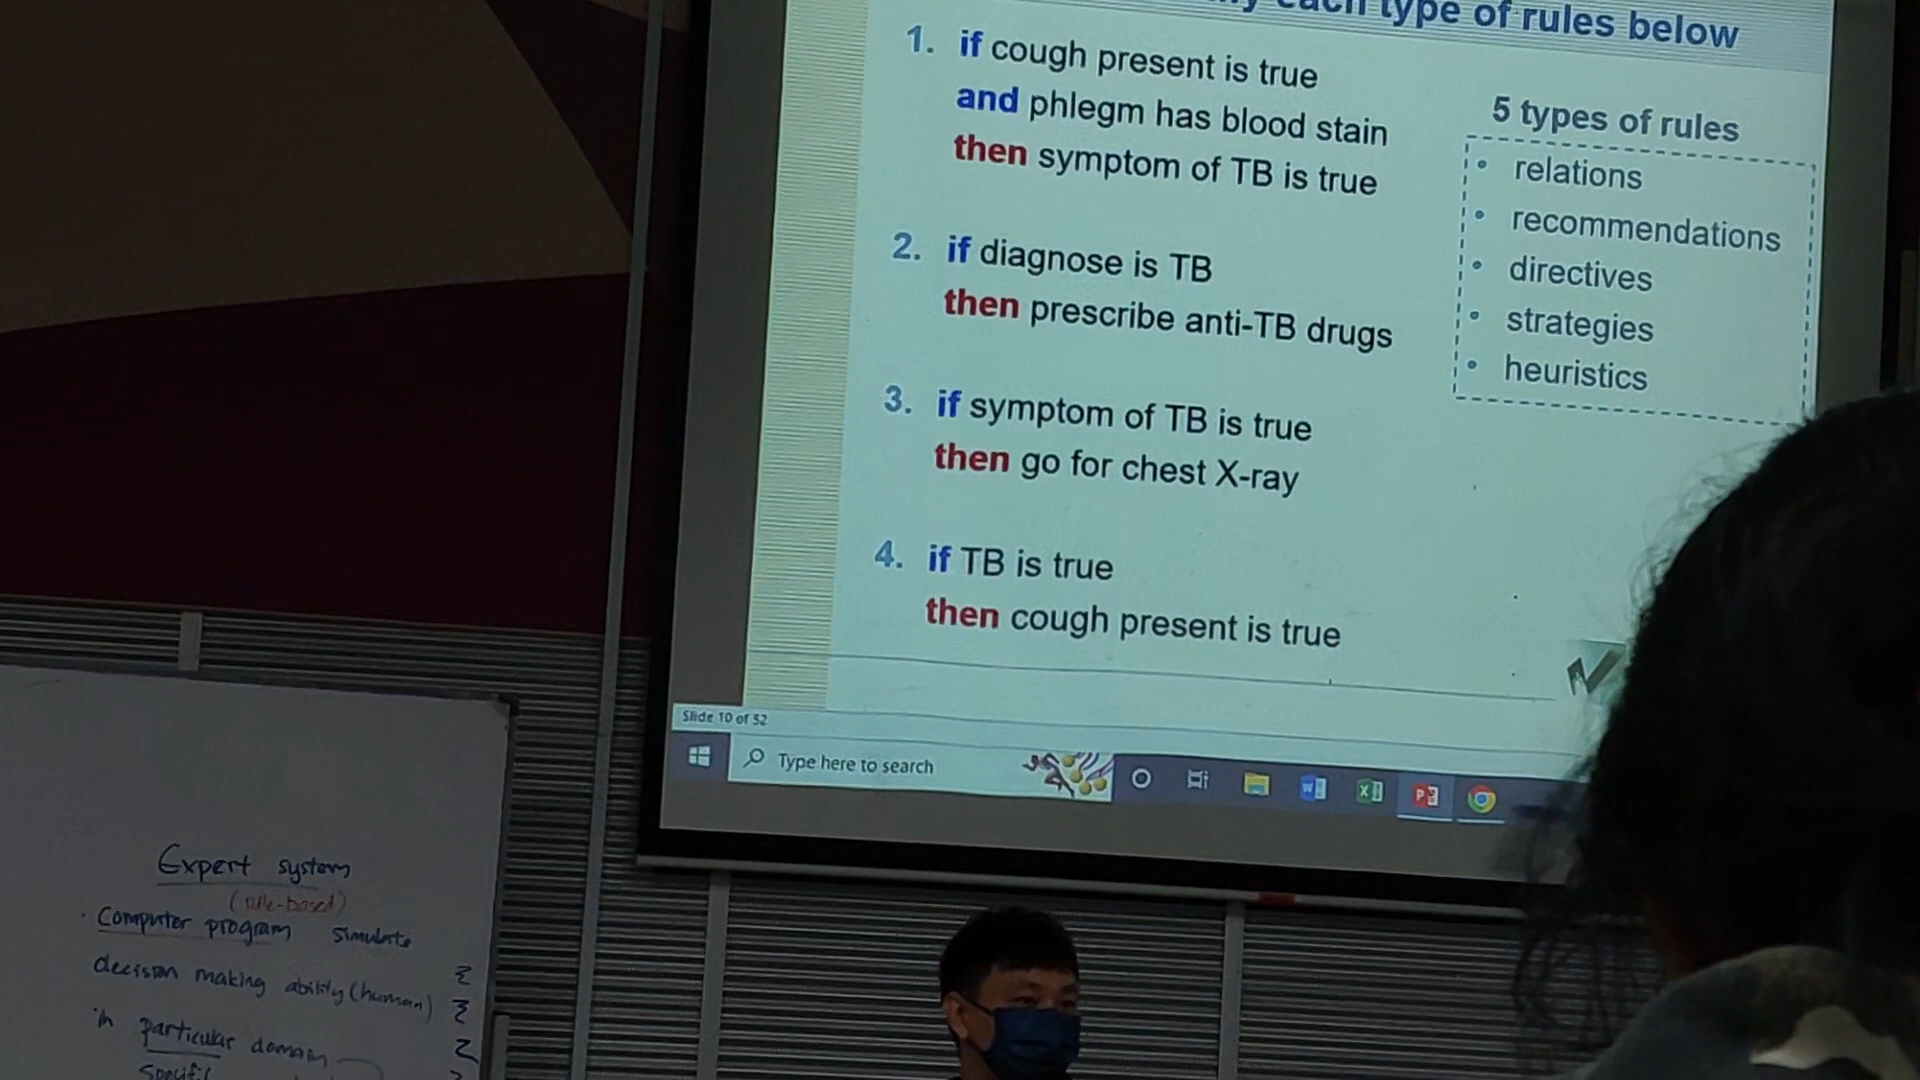 each type of rules below
1. if cough present is true
and phlegm has blood stain
then symptom of TB is true
2. if diagnose is TB
then prescribe anti-TB drugs
3. if symptom of TB is true
then go for chest X-ray
4. if TB is true
then cough present is true
5 types of rules
• relations
• recommendations
• directives
• strategies
• heuristics
Slide 10 of 52
Type here to search
Expert system
(rule-based)
Computer program simulate
decision making ability (human)
in particular domain